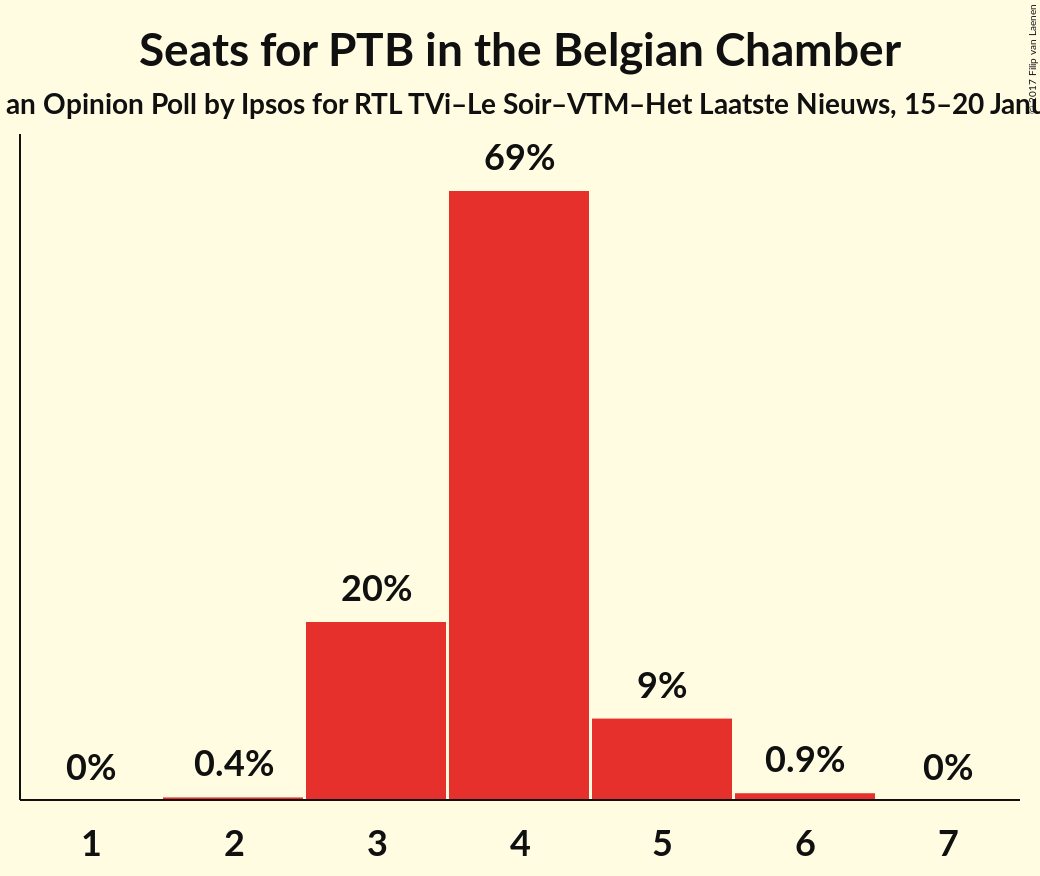 Seats for PTB in the Belgian Chamber
an Opinion Poll by Ipsos for RTL TVi–Le Soir–VTM–Het Laatste Nieuws, 15–20 Janu
© 2017 Filip van Laenen
69%
20%
9%
0%
0.4%
0.9%
0%
1 2 3 4 5 6 7